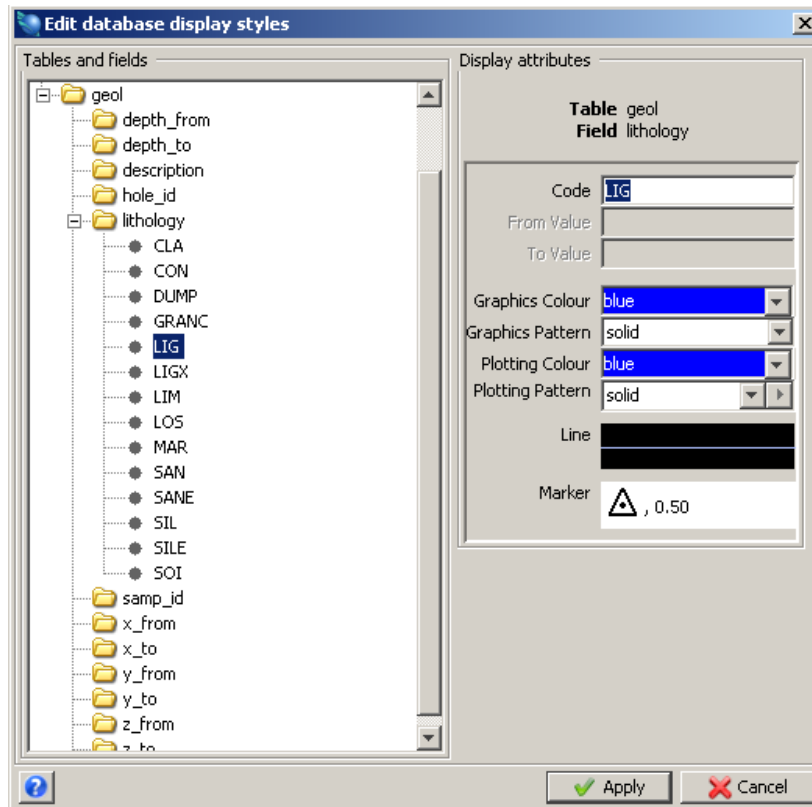 Edit database display styles
Tables and fields
geol
depth_from
depth_to
description
hole_id
lithology
CLA
CON
DUMP
GRANC
LIG
LIGX
LIM
LOS
MAR
SAN
SANE
SIL
SILE
SOI
samp_id
x_from
x_to
y_from
y_to
z_from
z_to
Display attributes
Table geol
Field lithology
Code LIG
From Value
To Value
Graphics Colour blue
Graphics Pattern solid
Plotting Colour blue
Plotting Pattern solid
Line
Marker , 0.50
Apply
Cancel